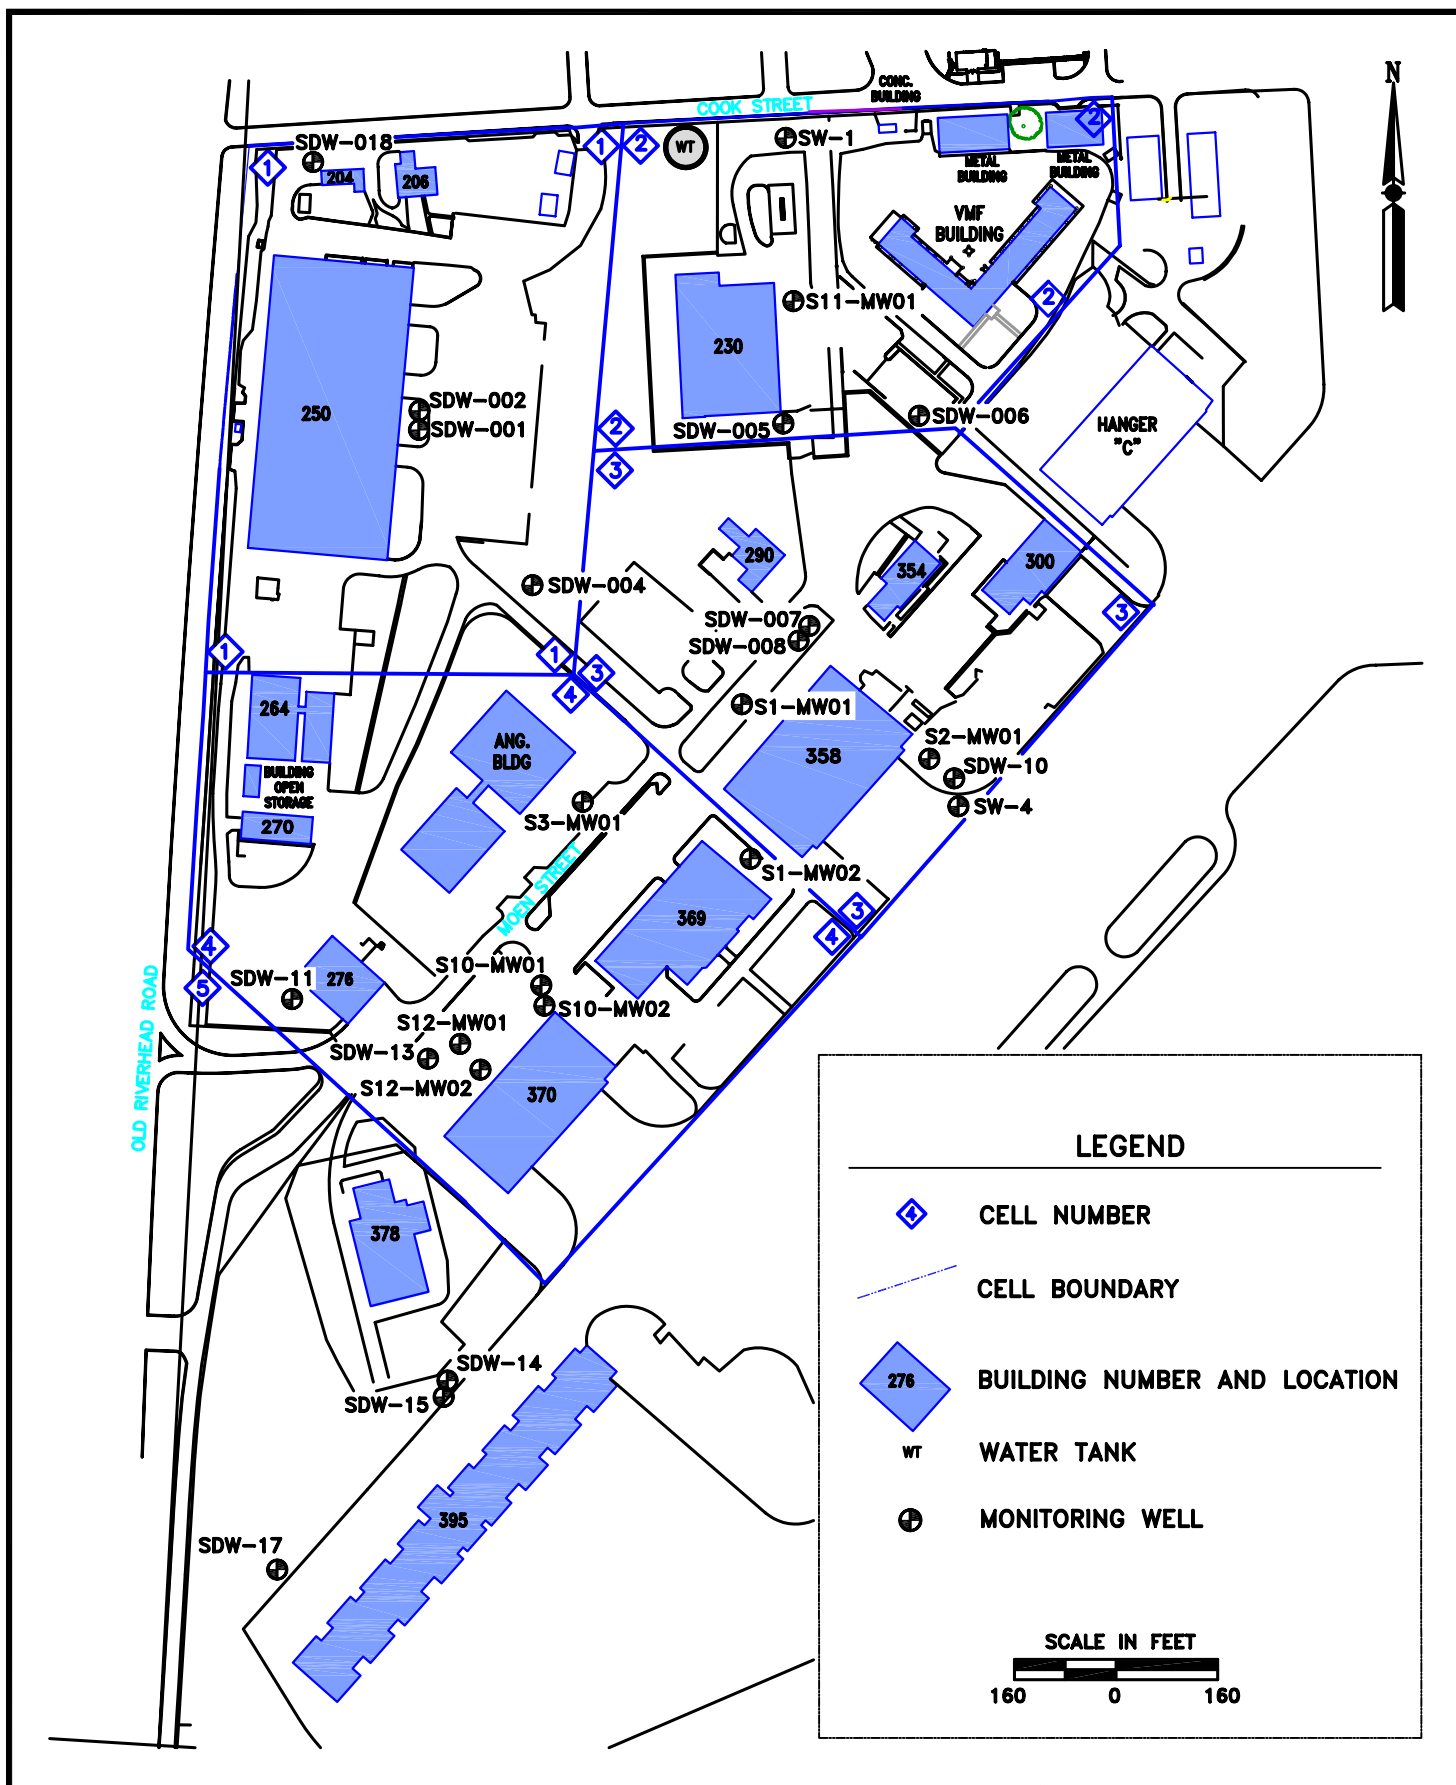 N
CONC.
BUILDING
COOK STREET
SDW-018
1
1
2
WT
SW-1
2
204
206
METAL
BUILDING
METAL
BUILDING
VMF
BUILDING
2
S11-MW01
230
250
SDW-002
SDW-001
2
SDW-005
SDW-006
HANGER
"C"
3
290
354
300
SDW-004
SDW-007
SDW-008
3
1
1
3
4
264
S1-MW01
ANG.
BLDG
S2-MW01
358
SDW-10
BUILDING
OPEN
STORAGE
SW-4
270
S3-MW01
S1-MW02
MOEN STREET
369
3
4
4
S10-MW01
SDW-11
276
5
S10-MW02
S12-MW01
SDW-13
S12-MW02
370
OLD RIVERHEAD ROAD
378
SDW-14
SDW-15
395
SDW-17
LEGEND
4
CELL NUMBER
CELL BOUNDARY
276
BUILDING NUMBER AND LOCATION
WT
WATER TANK
MONITORING WELL
SCALE IN FEET
160 0 160